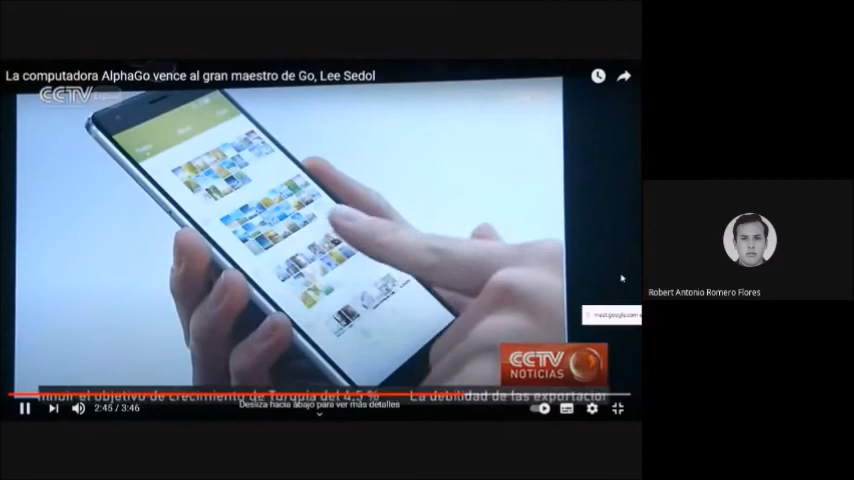 La computadora AlphaGo vence al gran maestro de Go, Lee Sedol
CCTV
Robert Antonio Romero Flores
meet.google.com
CCTV
NOTICIAS
el objetivo de crecimiento de Turquía del 4,5 % La debilidad de las exportacion
Desliza hacia abajo para ver más detalles
2:45 / 3:46